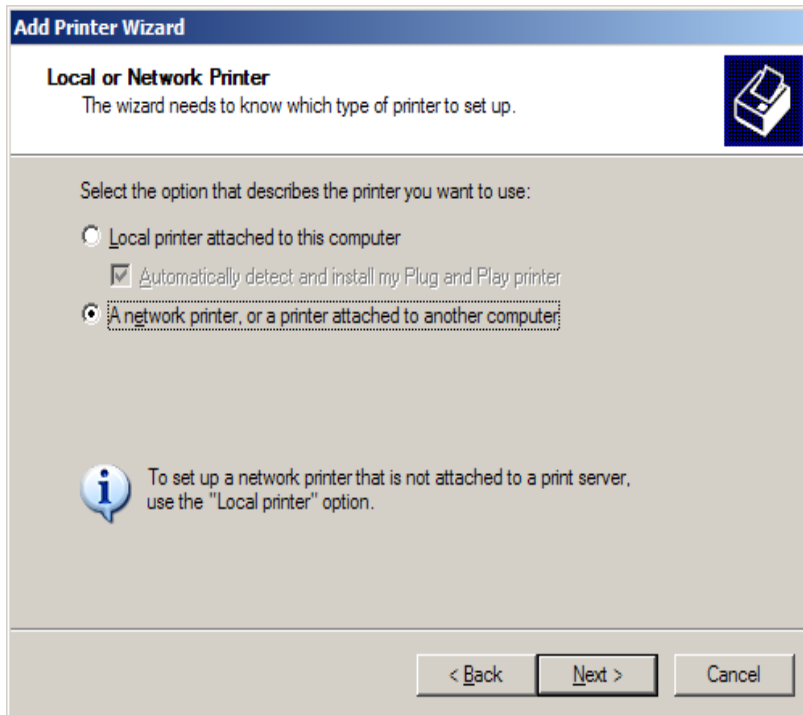 Add Printer Wizard
Local or Network Printer
The wizard needs to know which type of printer to set up.
Select the option that describes the printer you want to use:
Local printer attached to this computer
Automatically detect and install my Plug and Play printer
A network printer, or a printer attached to another computer
To set up a network printer that is not attached to a print server,
use the "Local printer" option.
< Back Next > Cancel